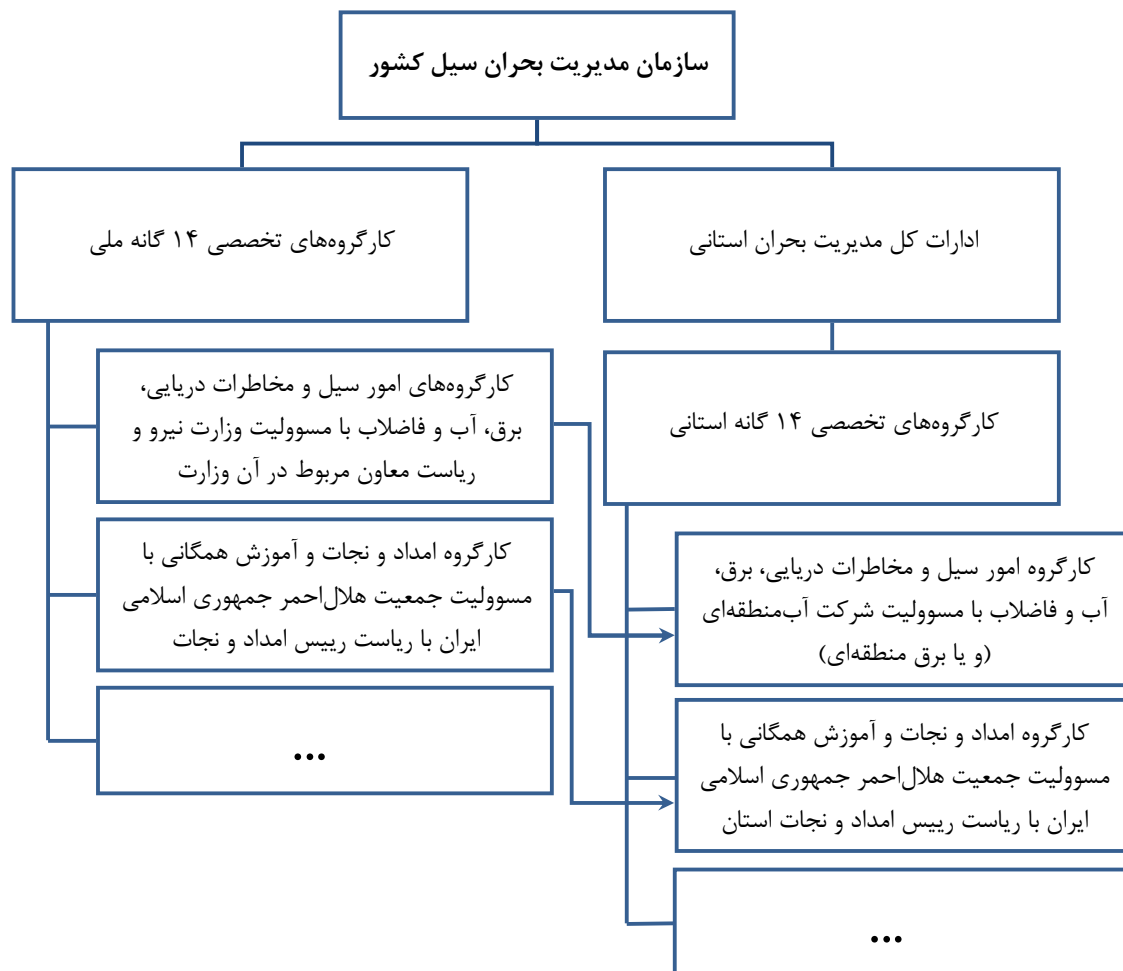 سازمان مدیریت بحران سیل کشور
ادارات کل مدیریت بحران استانی
کارگروه‌های تخصصی ۱۴ گانه ملی
کارگروه‌های تخصصی ۱۴ گانه استانی
کارگروه‌های امور سیل و مخاطرات دریایی،
برق، آب و فاضلاب با مسوولیت وزارت نیرو و
ریاست معاون مربوط در آن وزارت
کارگروه امداد و نجات و آموزش همگانی با
مسوولیت جمعیت هلال‌احمر جمهوری اسلامی
ایران با ریاست رییس امداد و نجات
...
کارگروه امور سیل و مخاطرات دریایی، برق،
آب و فاضلاب با مسوولیت شرکت آب‌منطقه‌ای
(و یا برق منطقه‌ای)
کارگروه امداد و نجات و آموزش همگانی با
مسوولیت جمعیت هلال‌احمر جمهوری اسلامی
ایران با ریاست رییس امداد و نجات استان
...